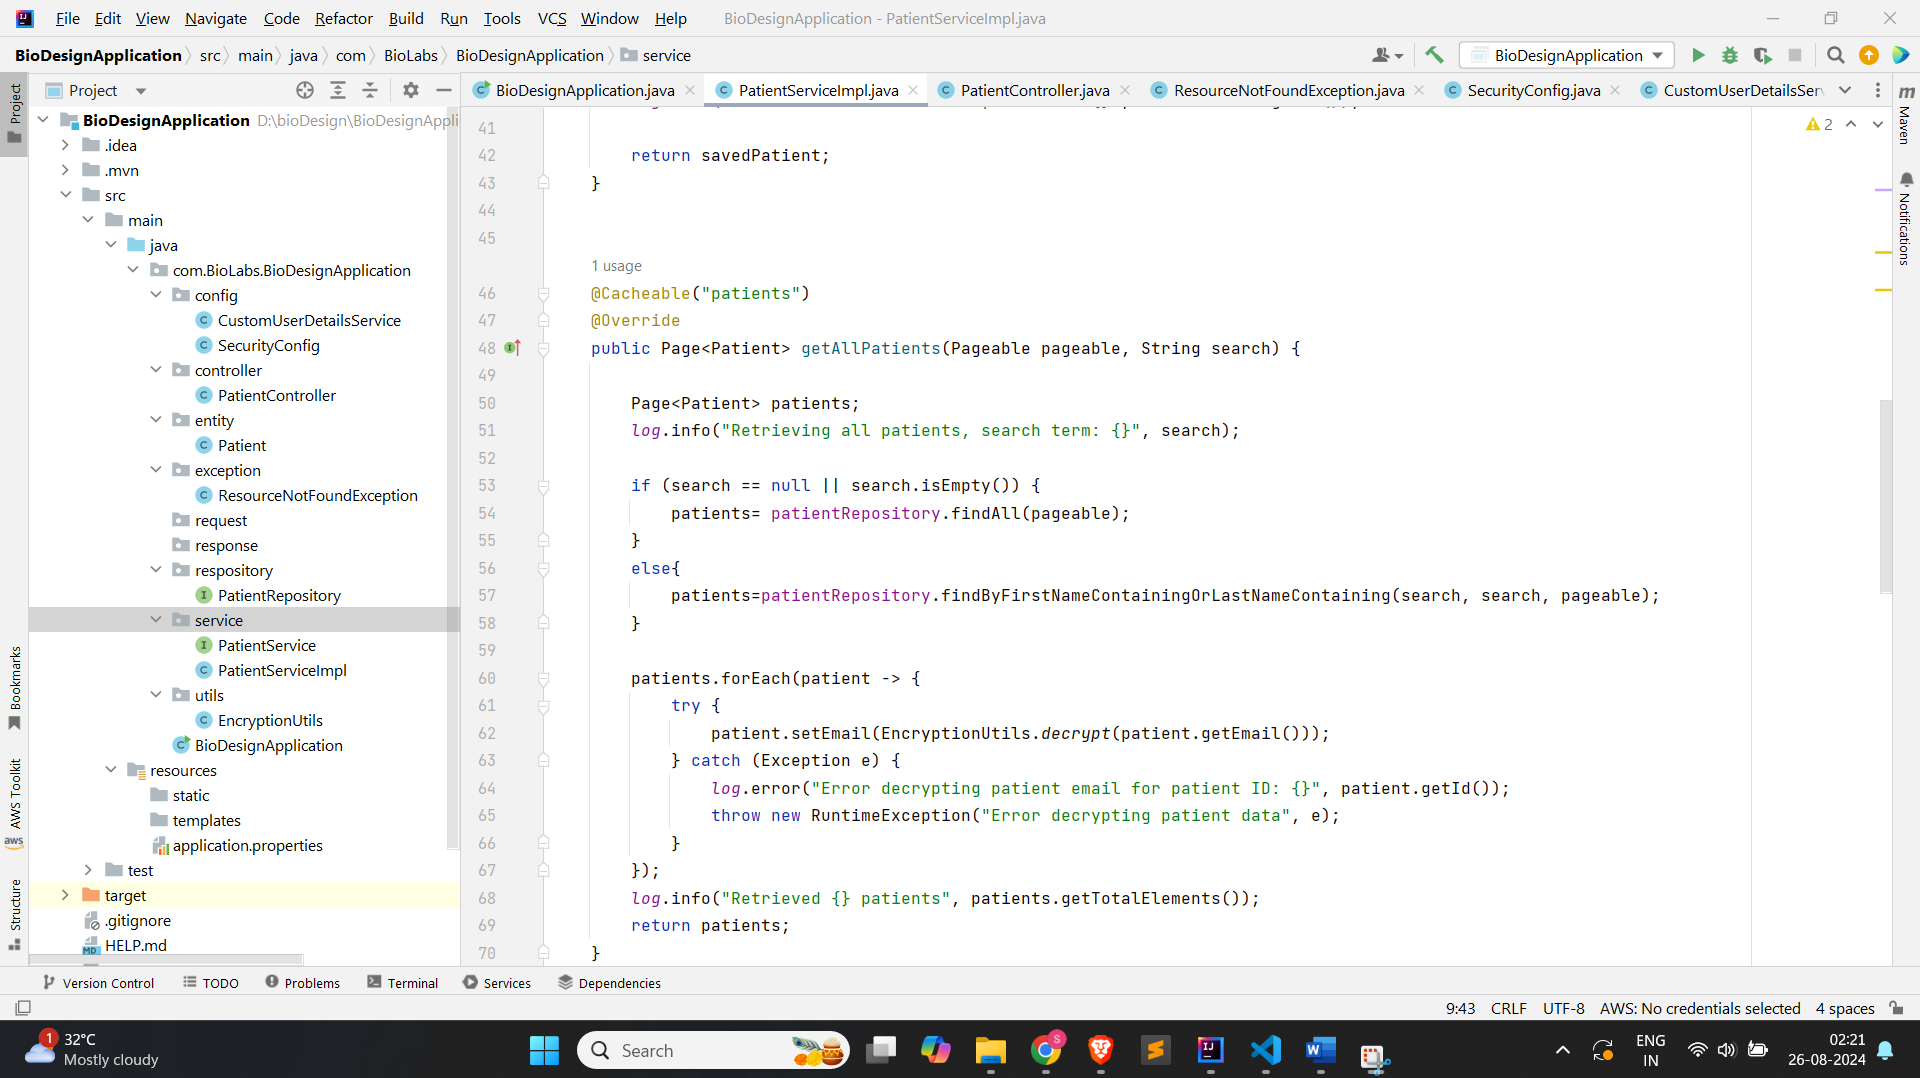 File Edit View Navigate Code Refactor Build Run Tools VCS Window Help BioDesignApplication - PatientServiceImpl.java
BioDesignApplication src main java com BioLabs BioDesignApplication service BioDesignApplication
Project BioDesignApplication.java PatientServiceImpl.java PatientController.java ResourceNotFoundException.java SecurityConfig.java CustomUserDetailsSer
BioDesignApplication D:\bioDesign\BioDesignAppli
.idea
.mvn
src
main
java
com.BioLabs.BioDesignApplication
config
CustomUserDetailsService
SecurityConfig
controller
PatientController
entity
Patient
exception
ResourceNotFoundException
request
response
respository
PatientRepository
service
PatientService
PatientServiceImpl
utils
EncryptionUtils
BioDesignApplication
resources
static
templates
application.properties
test
target
.gitignore
HELP.md
Project
Bookmarks
AWS Toolkit
aws
Structure
2
41
42 return savedPatient;
43 }
44
45
1 usage
46 @Cacheable("patients")
47 @Override
48 public Page<Patient> getAllPatients(Pageable pageable, String search) {
49
50 Page<Patient> patients;
51 log.info("Retrieving all patients, search term: {}", search);
52
53 if (search == null || search.isEmpty()) {
54 patients= patientRepository.findAll(pageable);
55 }
56 else{
57 patients=patientRepository.findByFirstNameContainingOrLastNameContaining(search, search, pageable);
58 }
59
60 patients.forEach(patient -> {
61 try {
62 patient.setEmail(EncryptionUtils.decrypt(patient.getEmail()));
63 } catch (Exception e) {
64 log.error("Error decrypting patient email for patient ID: {}", patient.getId());
65 throw new RuntimeException("Error decrypting patient data", e);
66 }
67 });
68 log.info("Retrieved {} patients", patients.getTotalElements());
69 return patients;
70 }
m
Maven
Notifications
Version Control TODO Problems Terminal Services Dependencies
9:43 CRLF UTF-8 AWS: No credentials selected 4 spaces
1 32°C
Mostly cloudy
Search
S
ENG
IN
02:21
26-08-2024